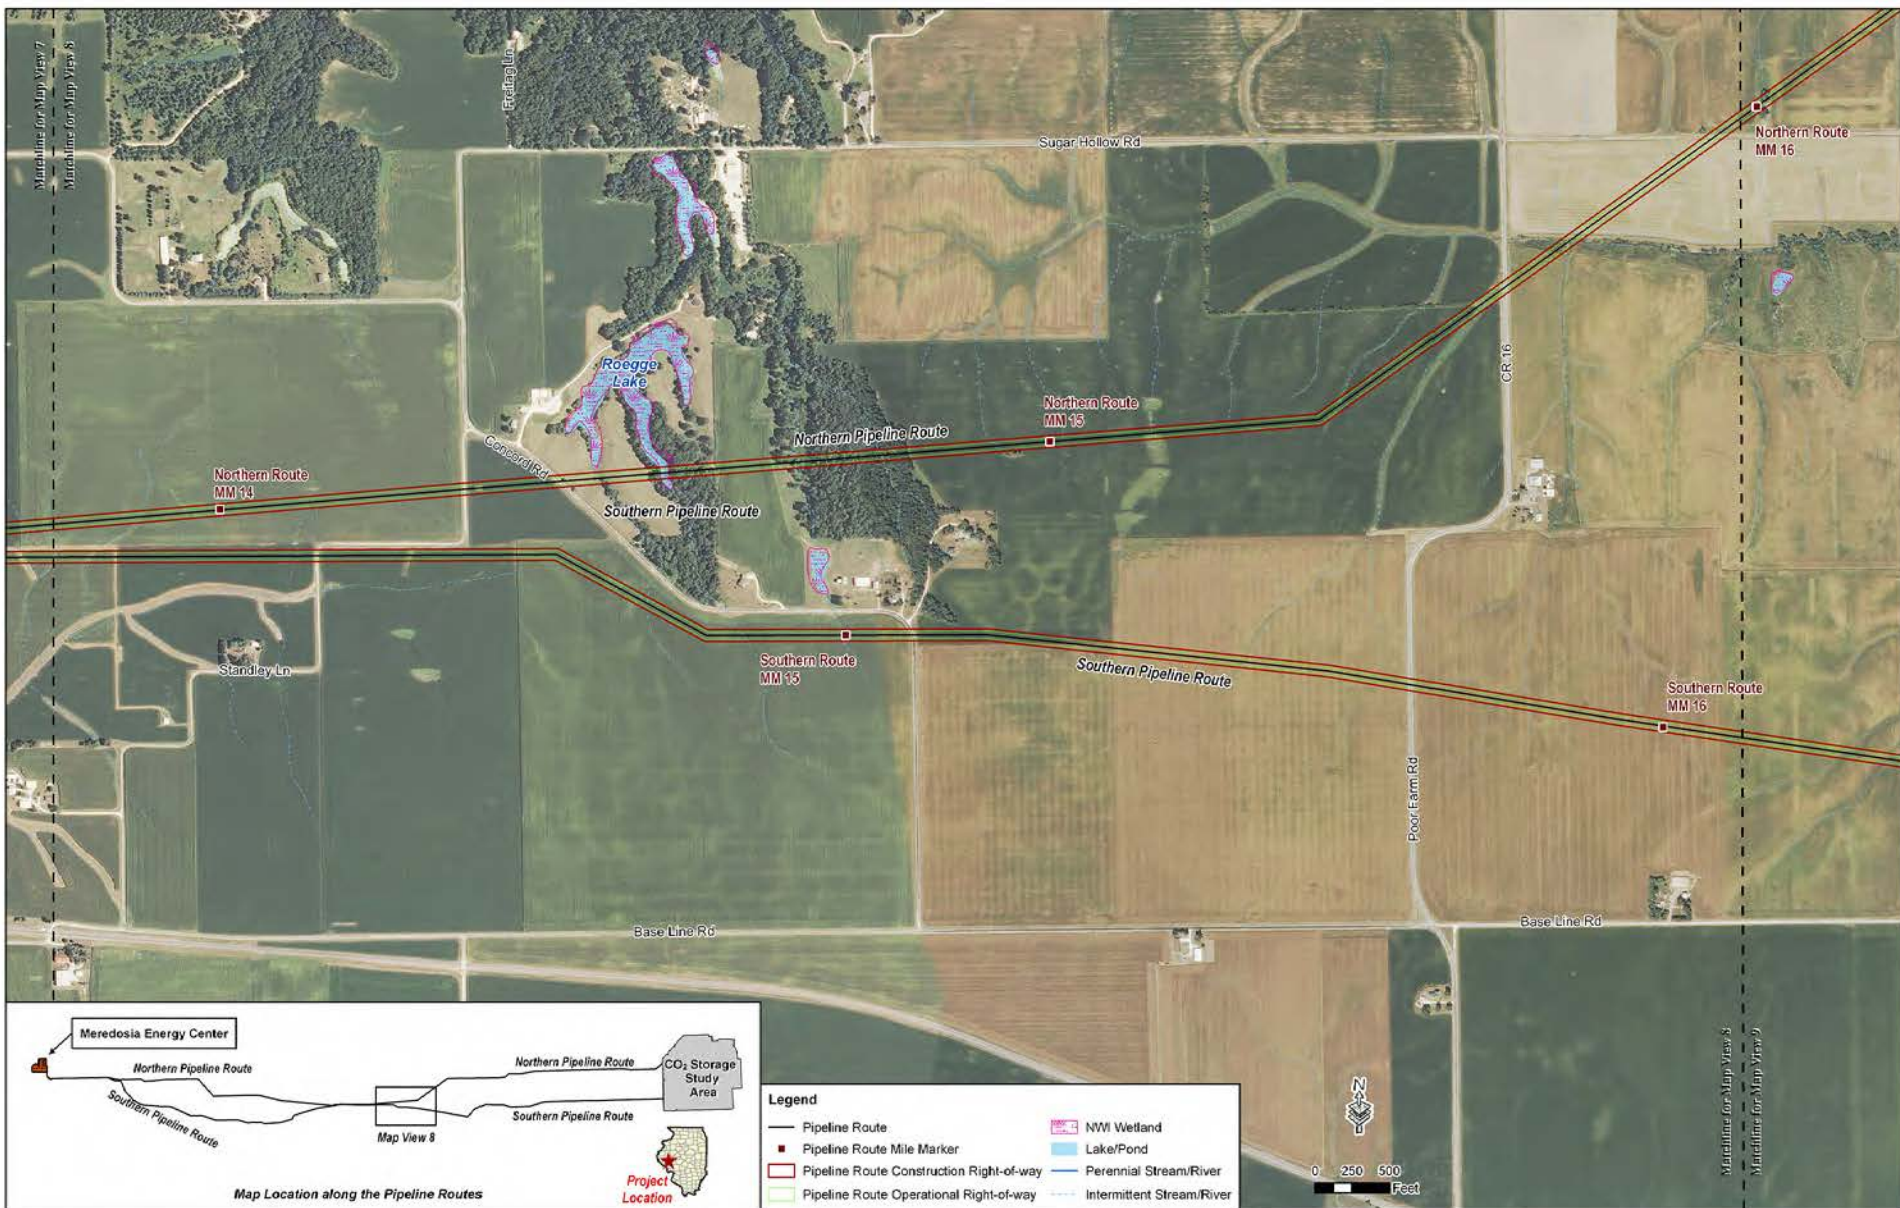 Matchline for Map View 7
Matchline for Map View 8
Freitag Ln
Sugar Hollow Rd
Northern Route
MM 16
Roegge
Lake
CR 16
Concord Rd
Northern Pipeline Route
Northern Route
MM 15
Northern Route
MM 14
Southern Pipeline Route
Standley Ln
Southern Route
MM 15
Southern Pipeline Route
Southern Route
MM 16
Poor Farm Rd
Base Line Rd
Base Line Rd
Matchline for Map View 8
Matchline for Map View 9
Meredosia Energy Center
Northern Pipeline Route
Southern Pipeline Route
Northern Pipeline Route
Southern Pipeline Route
CO₂ Storage
Study
Area
Map View 8
Project
Location
Map Location along the Pipeline Routes
Legend
Pipeline Route
Pipeline Route Mile Marker
Pipeline Route Construction Right-of-way
Pipeline Route Operational Right-of-way
NWI Wetland
Lake/Pond
Perennial Stream/River
Intermittent Stream/River
N
0 250 500
Feet